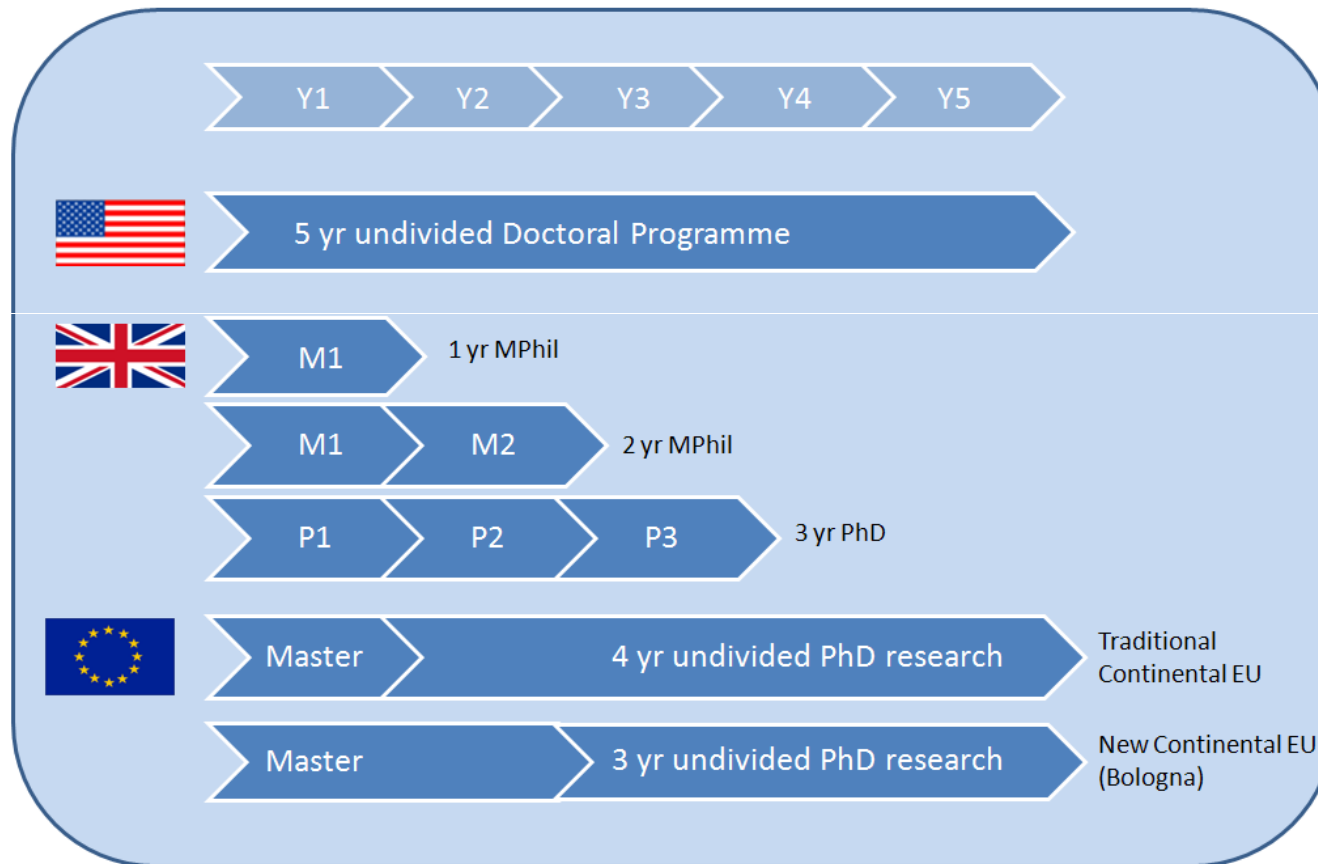 Y1 Y2 Y3 Y4 Y5
5 yr undivided Doctoral Programme
M1 1 yr MPhil
M1 M2 2 yr MPhil
P1 P2 P3 3 yr PhD
Master 4 yr undivided PhD research
Traditional
Continental EU
Master 3 yr undivided PhD research
New Continental EU
(Bologna)